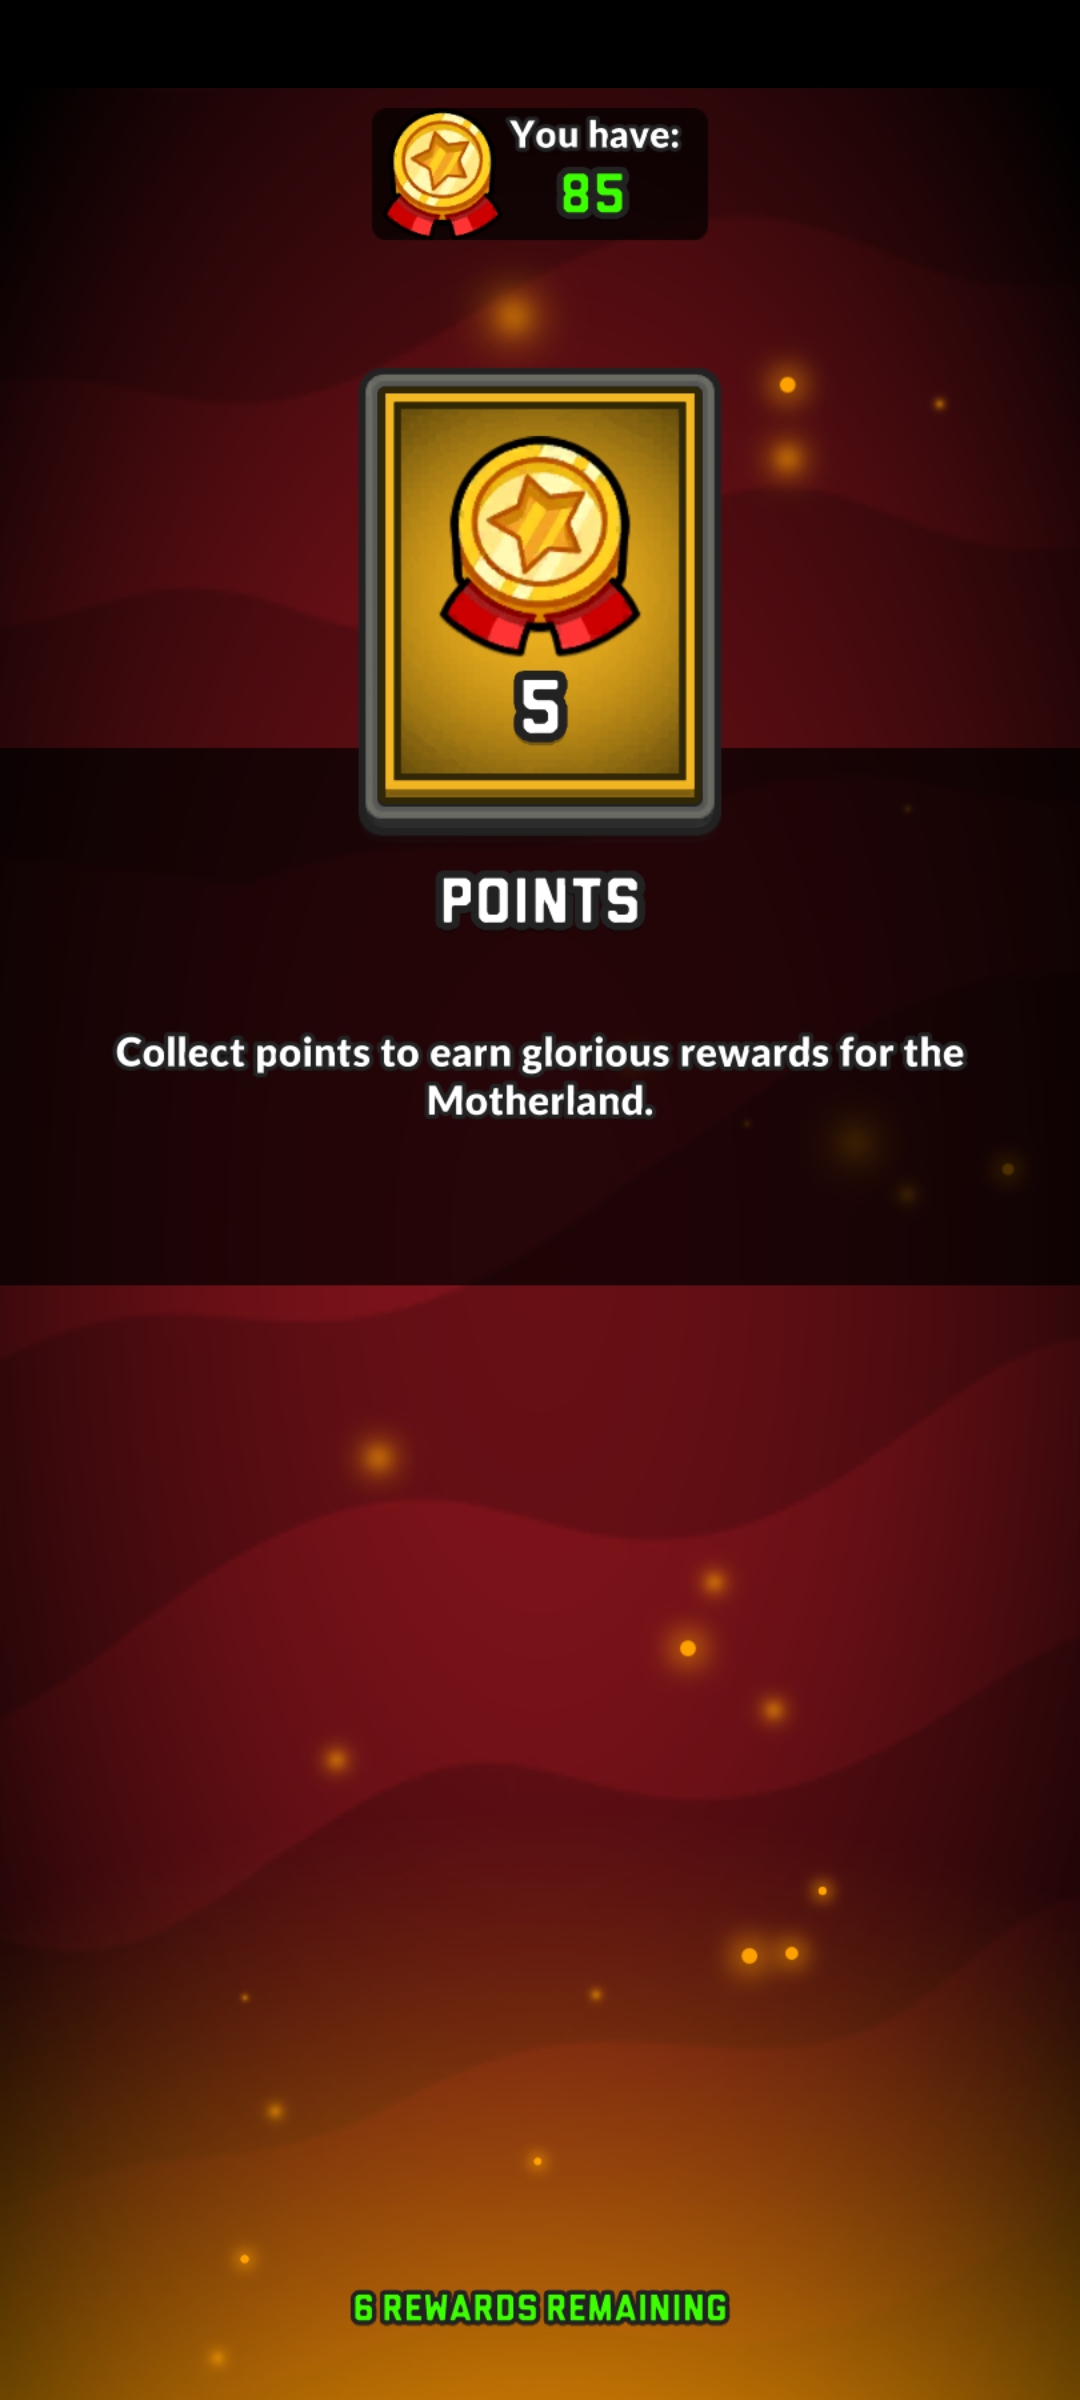 You have:
85
5
POINTS
Collect points to earn glorious rewards for the
Motherland.
6 REWARDS REMAINING